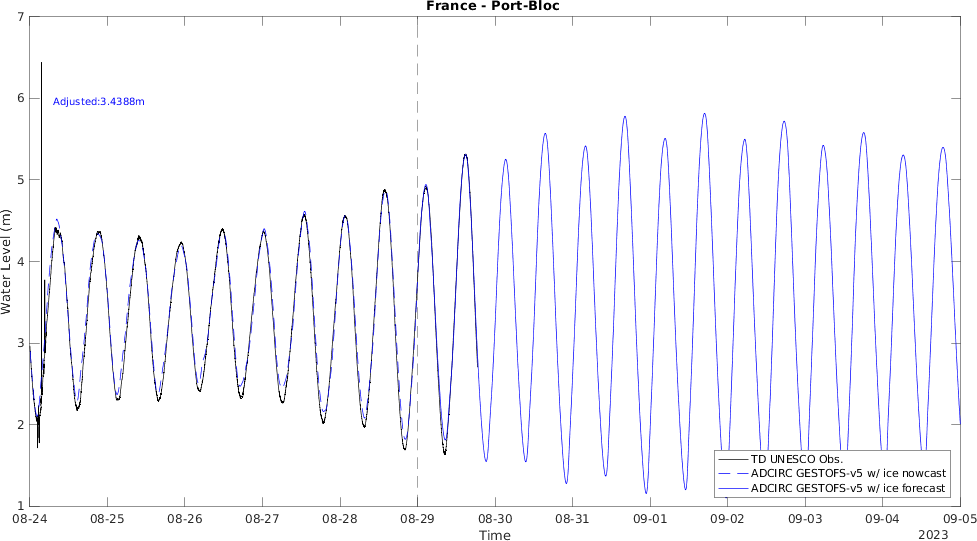 France - Port-Bloc
7
6
5
4
3
2
1
Water Level (m)
Adjusted:3.4388m
TD UNESCO Obs.
ADCIRC GESTOFS-v5 w/ ice nowcast
ADCIRC GESTOFS-v5 w/ ice forecast
08-24 08-25 08-26 08-27 08-28 08-29 08-30 08-31 09-01 09-02 09-03 09-04 09-05
Time
2023